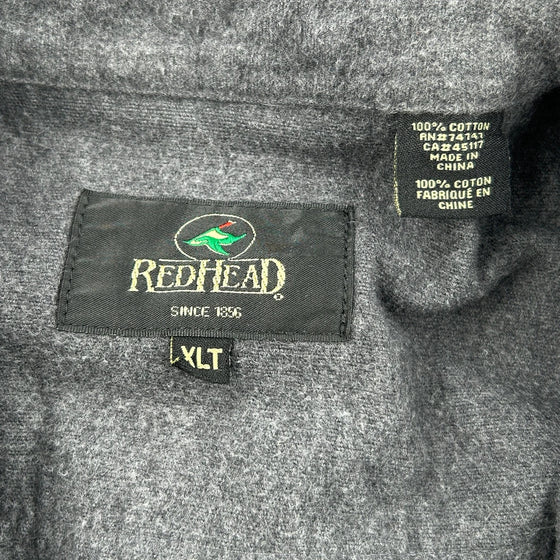 REDHEAD®
SINCE 1856
XLT
100% COTTON
RN#74741
CA#45117
MADE IN
CHINA
100% COTON
FABRIQUÉ EN
CHINE